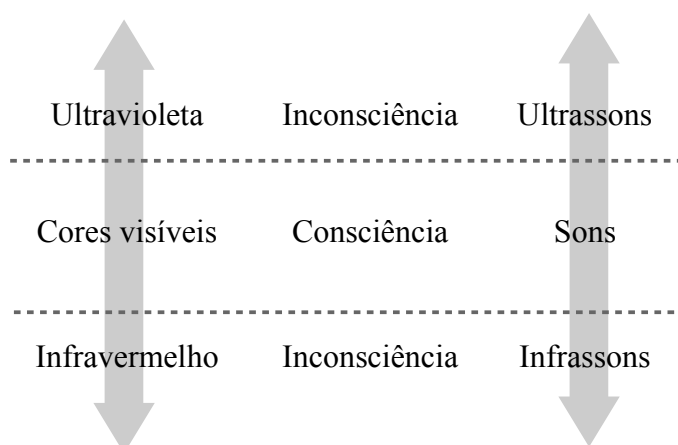 Ultravioleta Inconsciência Ultrassons
Cores visíveis Consciência Sons
Infravermelho Inconsciência Infrassons